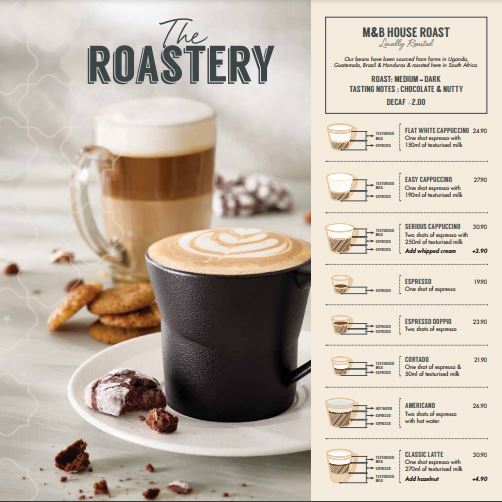 The
ROASTERY
M&B HOUSE ROAST
Locally Roasted
Our beans have been sourced from farms in Uganda,
Guatemala, Brazil & Honduras & roasted here in South Africa.
ROAST: MEDIUM - DARK
TASTING NOTES : CHOCOLATE & NUTTY
DECAF + 2.00
TEXTURISED
MILK
ESPRESSO
FLAT WHITE CAPPUCCINO 24.90
One shot espresso with
150ml of texturised milk
TEXTURISED
MILK
ESPRESSO
EASY CAPPUCCINO 27.90
One shot espresso with
190ml of texturised milk
TEXTURISED
MILK
ESPRESSO
ESPRESSO
SERIOUS CAPPUCCINO 30.90
Two shots of espresso with
250ml of texturised milk
Add whipped cream +3.90
ESPRESSO
ESPRESSO 19.90
One shot of espresso
ESPRESSO
ESPRESSO
ESPRESSO DOPPIO 23.90
Two shots of espresso
TEXTURISED
MILK
ESPRESSO
CORTADO 21.90
One shot of espresso &
50ml of texturised milk
HOT WATER
ESPRESSO
ESPRESSO
AMERICANO 26.90
Two shots of espresso
with hot water
TEXTURISED
MILK
ESPRESSO
CLASSIC LATTE 30.90
One shot espresso with
270ml of texturised milk
Add hazelnut +4.90